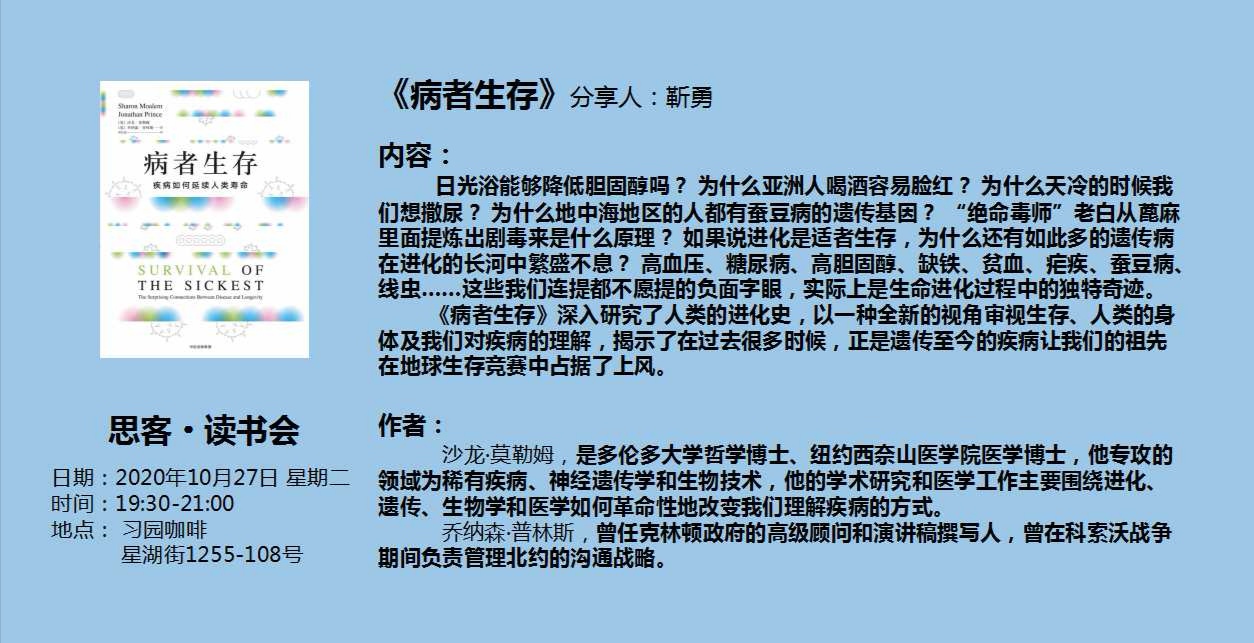 《病者生存》分享人：靳勇
内容：
日光浴能够降低胆固醇吗？ 为什么亚洲人喝酒容易脸红？ 为什么天冷的时候我
们想撒尿？ 为什么地中海地区的人都有蚕豆病的遗传基因？ “绝命毒师”老白从蓖麻
里面提炼出剧毒来是什么原理？ 如果说进化是适者生存，为什么还有如此多的遗传病
在进化的长河中繁盛不息？ 高血压、糖尿病、高胆固醇、缺铁、贫血、疟疾、蚕豆病、
线虫……这些我们连提都不愿提的负面字眼，实际上是生命进化过程中的独特奇迹。
《病者生存》深入研究了人类的进化史，以一种全新的视角审视生存、人类的身
体及我们对疾病的理解，揭示了在过去很多时候，正是遗传至今的疾病让我们的祖先
在地球生存竞赛中占据了上风。
作者：
沙龙·莫勒姆，是多伦多大学哲学博士、纽约西奈山医学院医学博士，他专攻的
领域为稀有疾病、神经遗传学和生物技术，他的学术研究和医学工作主要围绕进化、
遗传、生物学和医学如何革命性地改变我们理解疾病的方式。
乔纳森·普林斯，曾任克林顿政府的高级顾问和演讲稿撰写人，曾在科索沃战争
期间负责管理北约的沟通战略。
Sharon Moalem
Jonathan Prince
病者生存
疾病如何延续人类寿命
SURVIVAL OF
THE SICKEST
The Surprising Connections Between Disease and Longevity
思客·读书会
日期：2020年10月27日 星期二
时间：19:30-21:00
地点： 习园咖啡
星湖街1255-108号